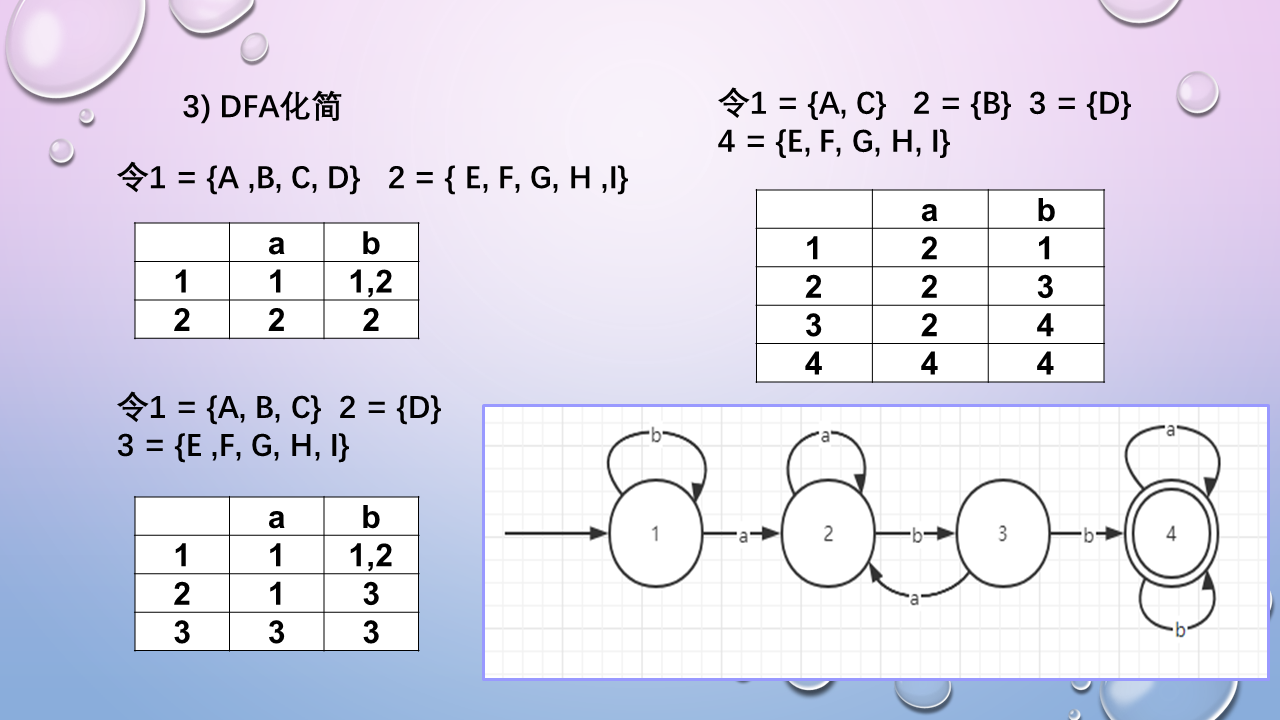 3) DFA化简
令1 = {A ,B, C, D} 2 = { E, F, G, H ,I}
a b
1 1 1,2
2 2 2
令1 = {A, B, C} 2 = {D}
3 = {E ,F, G, H, I}
a b
1 1 1,2
2 1 3
3 3 3
令1 = {A, C} 2 = {B} 3 = {D}
4 = {E, F, G, H, I}
a b
1 2 1
2 2 3
3 2 4
4 4 4
b a a
1 a 2 b 3 b 4
a b